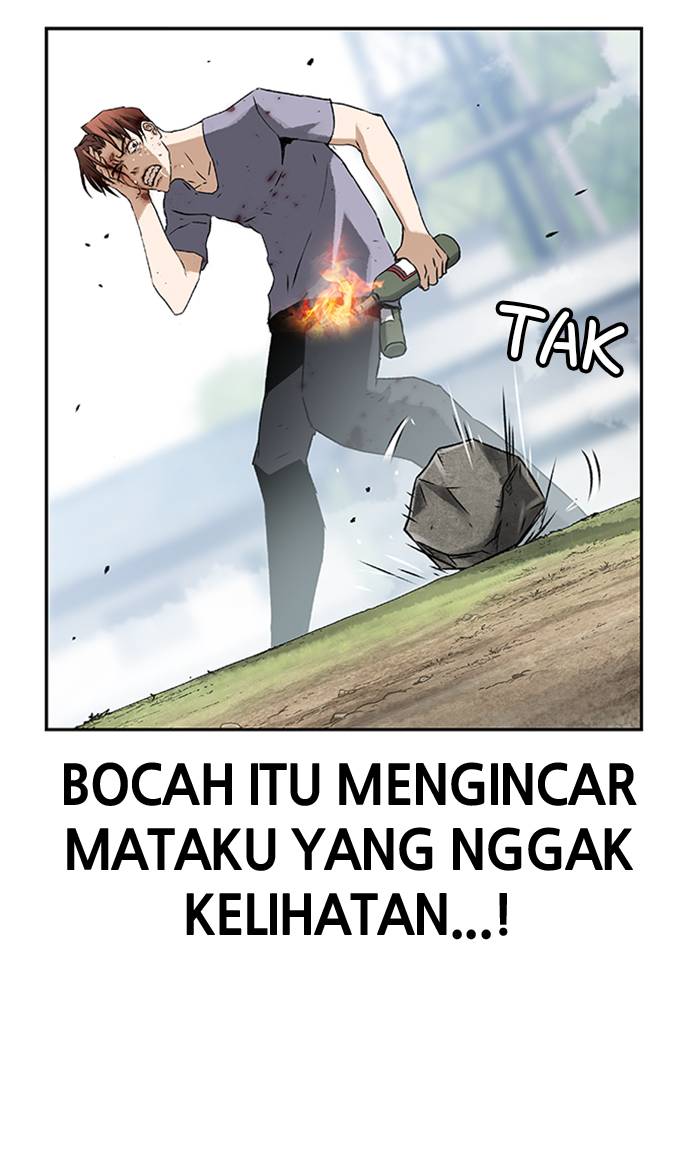 TAK
BOCAH ITU MENGINCAR
MATAKU YANG NGGAK
KELIHATAN...!